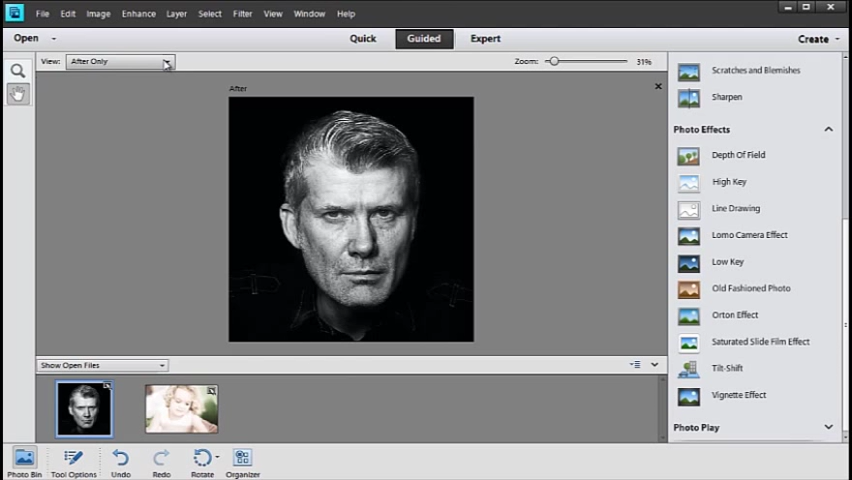 File Edit Image Enhance Layer Select Filter View Window Help
Open Quick Guided Expert Create
View: After Only Zoom: 31%
After
Scratches and Blemishes
Sharpen
Photo Effects
Depth Of Field
High Key
Line Drawing
Lomo Camera Effect
Low Key
Old Fashioned Photo
Orton Effect
Saturated Slide Film Effect
Tilt-Shift
Vignette Effect
Photo Play
Show Open Files
Photo Bin Tool Options Undo Redo Rotate Organizer